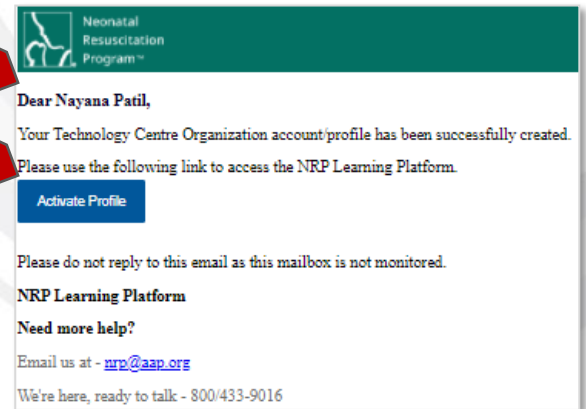 Neonatal
Resuscitation
Program™
Dear Nayana Patil,
Your Technology Centre Organization account/profile has been successfully created.
Please use the following link to access the NRP Learning Platform.
Activate Profile
Please do not reply to this email as this mailbox is not monitored.
NRP Learning Platform
Need more help?
Email us at - nrp@aap.org
We're here, ready to talk - 800/433-9016